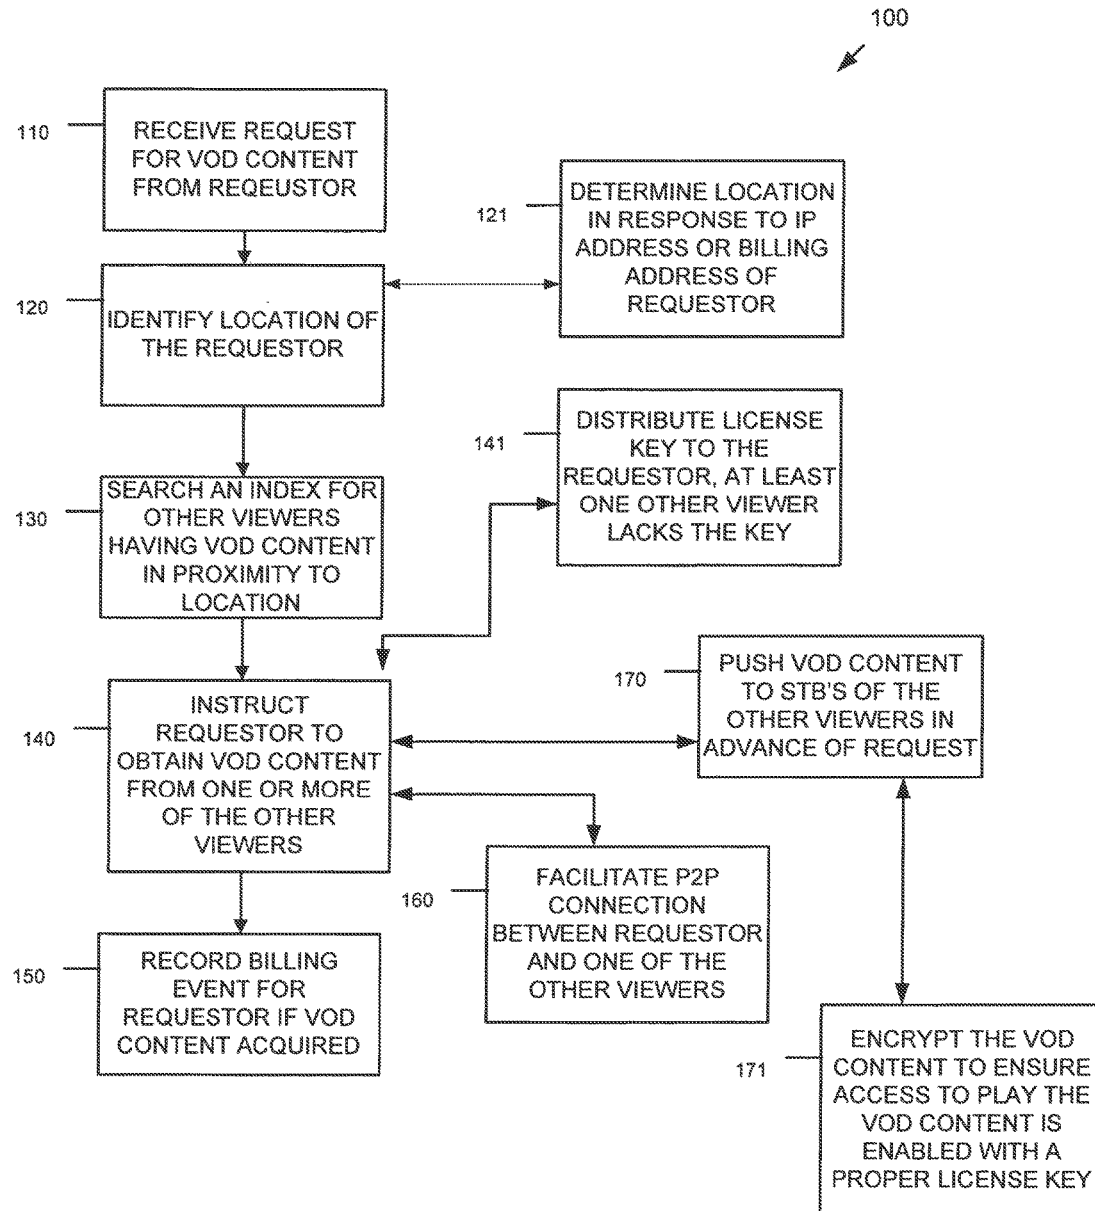 100
110
RECEIVE REQUEST
FOR VOD CONTENT
FROM REQEUSTOR
121
DETERMINE LOCATION
IN RESPONSE TO IP
ADDRESS OR BILLING
ADDRESS OF
REQUESTOR
120
IDENTIFY LOCATION OF
THE REQUESTOR
141
DISTRIBUTE LICENSE
KEY TO THE
REQUESTOR, AT LEAST
ONE OTHER VIEWER
LACKS THE KEY
130
SEARCH AN INDEX FOR
OTHER VIEWERS
HAVING VOD CONTENT
IN PROXIMITY TO
LOCATION
170
PUSH VOD CONTENT
TO STB'S OF THE
OTHER VIEWERS IN
ADVANCE OF REQUEST
140
INSTRUCT
REQUESTOR TO
OBTAIN VOD CONTENT
FROM ONE OR MORE
OF THE OTHER
VIEWERS
160
FACILITATE P2P
CONNECTION
BETWEEN REQUESTOR
AND ONE OF THE
OTHER VIEWERS
150
RECORD BILLING
EVENT FOR
REQUESTOR IF VOD
CONTENT ACQUIRED
171
ENCRYPT THE VOD
CONTENT TO ENSURE
ACCESS TO PLAY THE
VOD CONTENT IS
ENABLED WITH A
PROPER LICENSE KEY